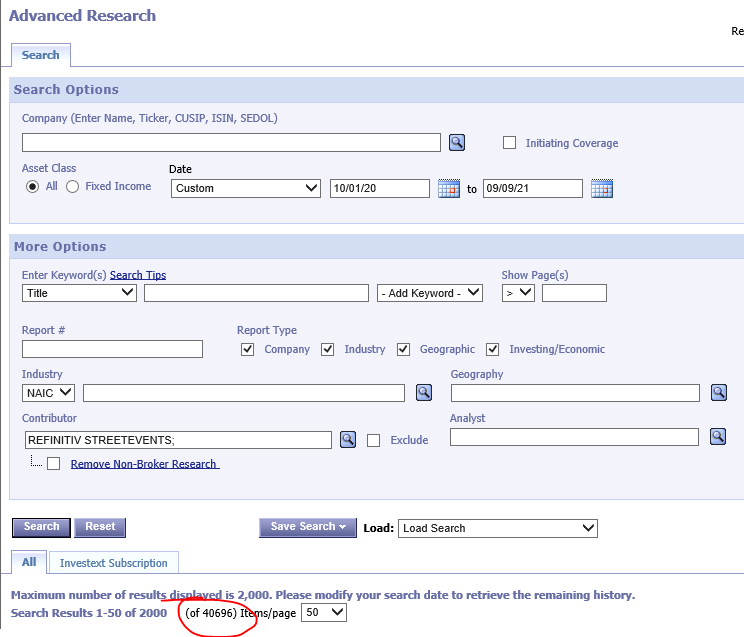 Advanced Research
Re
Search
Search Options
Company (Enter Name, Ticker, CUSIP, ISIN, SEDOL)
Initiating Coverage
Asset Class
Date
All Fixed Income Custom 10/01/20 to 09/09/21
More Options
Enter Keyword(s) Search Tips Show Page(s)
Title - Add Keyword - >
Report # Report Type
Company Industry Geographic Investing/Economic
Industry Geography
NAIC
Contributor Analyst
REFINITIV STREETEVENTS; Exclude
Remove Non-Broker Research
Search Reset Save Search Load: Load Search
All Investext Subscription
Maximum number of results displayed is 2,000. Please modify your search date to retrieve the remaining history.
Search Results 1-50 of 2000 (of 40696) Items/page 50